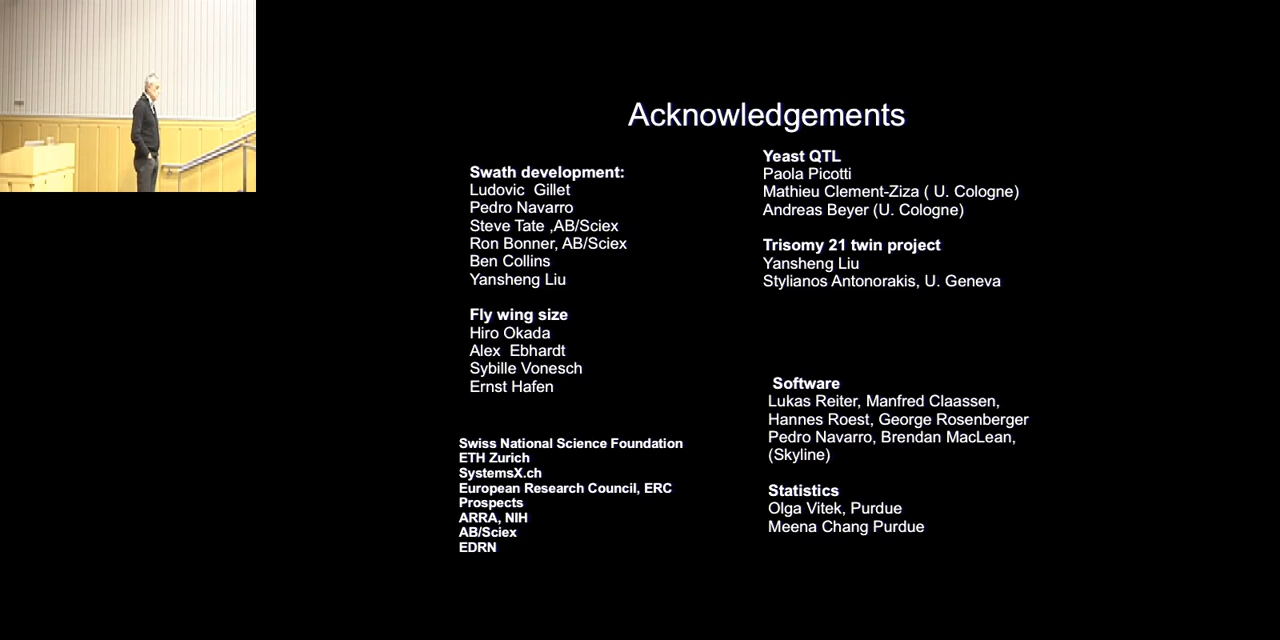 Acknowledgements
Swath development:
Ludovic  Gillet
Pedro Navarro
Steve Tate ,AB/Sciex
Ron Bonner, AB/Sciex
Ben Collins
Yansheng Liu
Fly wing size
Hiro Okada
Alex  Ebhardt
Sybille Vonesch
Ernst Hafen
Swiss National Science Foundation
ETH Zurich
SystemsX.ch
European Research Council, ERC
Prospects
ARRA, NIH
AB/Sciex
EDRN
Yeast QTL
Paola Picotti
Mathieu Clement-Ziza ( U. Cologne)
Andreas Beyer (U. Cologne)
Trisomy 21 twin project
Yansheng Liu
Stylianos Antonorakis, U. Geneva
Software
Lukas Reiter, Manfred Claassen,
Hannes Roest, George Rosenberger
Pedro Navarro, Brendan MacLean,
(Skyline)
Statistics
Olga Vitek, Purdue
Meena Chang Purdue